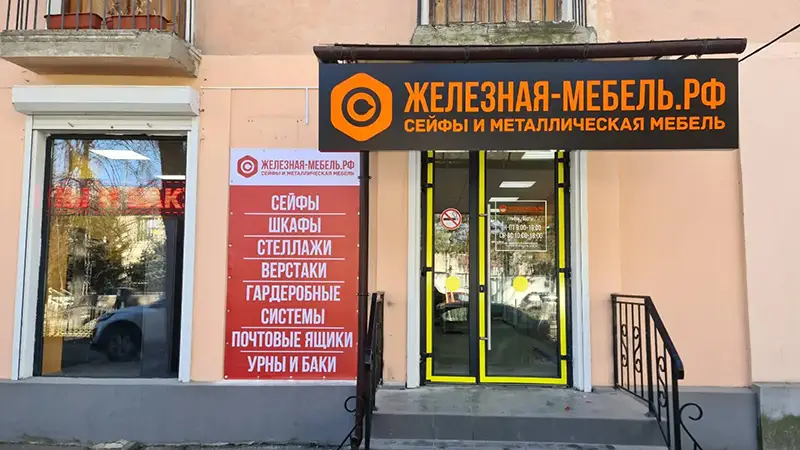 ЖЕЛЕЗНАЯ-МЕБЕЛЬ.РФ
СЕЙФЫ И МЕТАЛЛИЧЕСКАЯ МЕБЕЛЬ
ЖЕЛЕЗНАЯ-МЕБЕЛЬ.РФ
СЕЙФЫ И МЕТАЛЛИЧЕСКАЯ МЕБЕЛЬ
СЕЙФЫ
ШКАФЫ
СТЕЛЛАЖИ
ВЕРСТАКИ
ГАРДЕРОБНЫЕ
СИСТЕМЫ
ПОЧТОВЫЕ ЯЩИКИ
УРНЫ И БАКИ